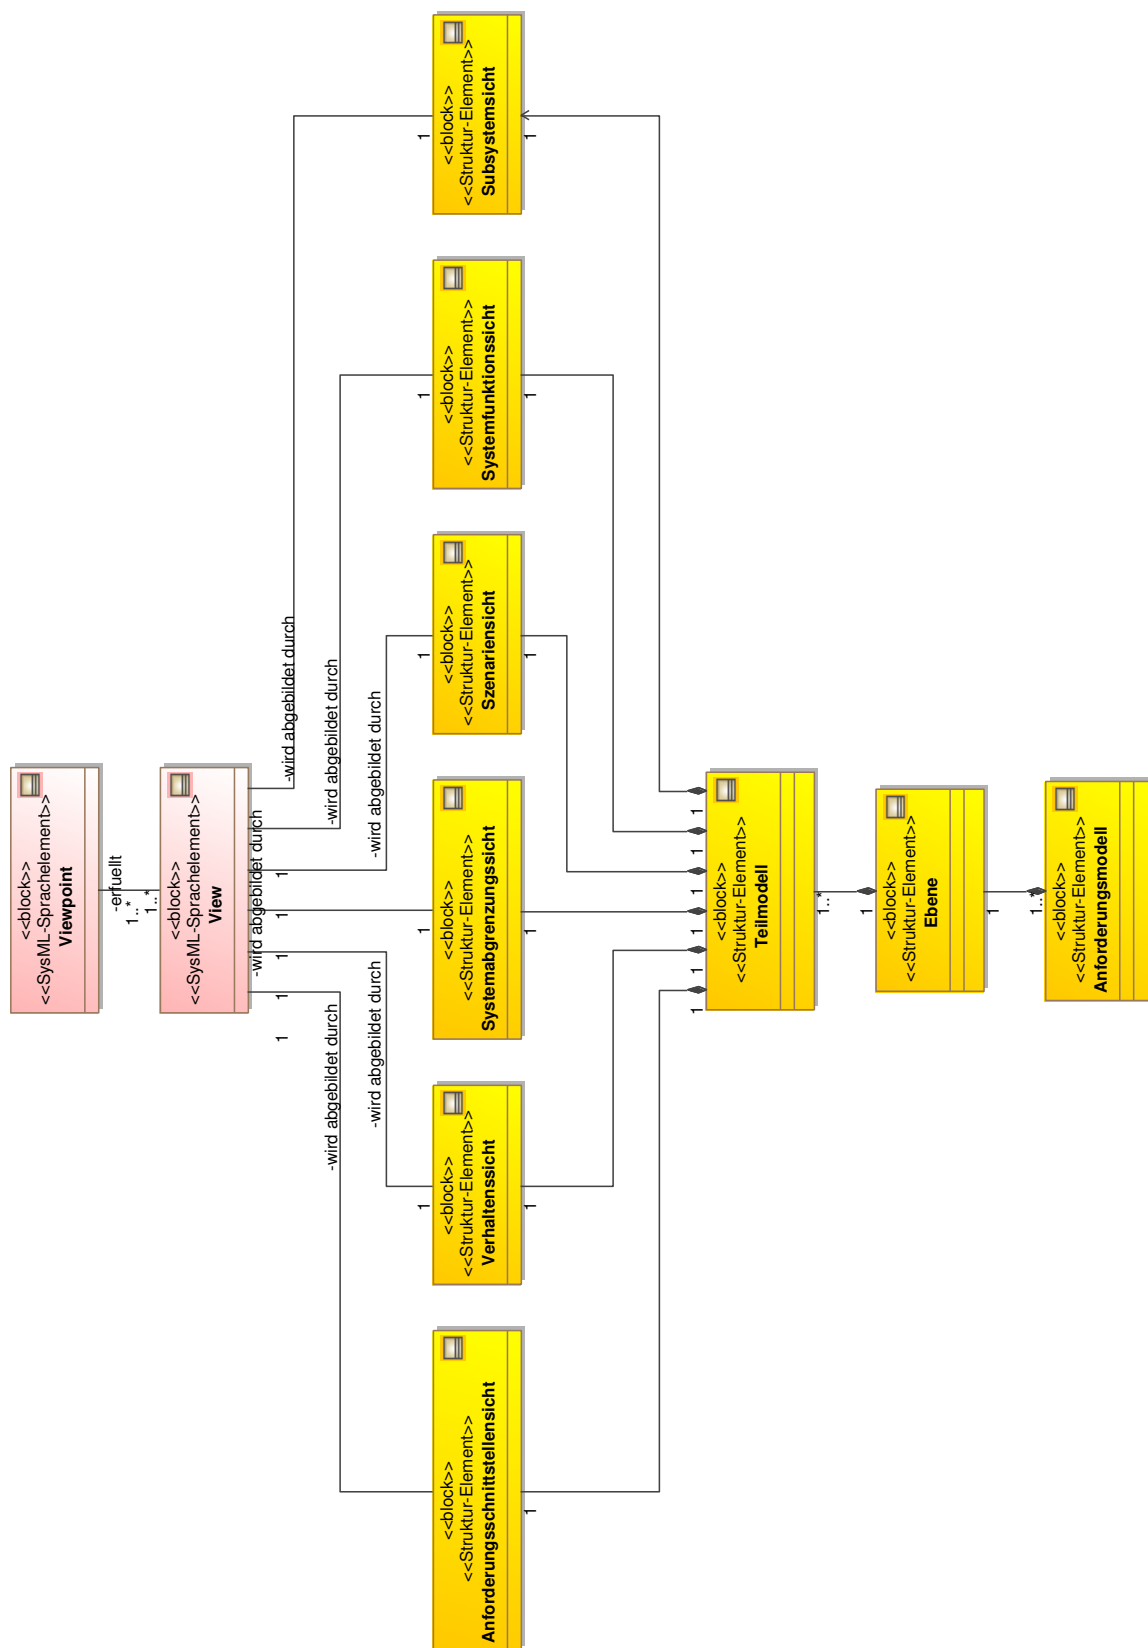 <<block>>
<<SysML-Sprachelement>>
Viewpoint
-erfuellt
1..*
1..*
<<block>>
<<SysML-Sprachelement>>
View
-wird abgebildet durch
-wird abgebildet durch
-wird abgebildet durch
-wird abgebildet durch
-wird abgebildet durch
-wird abgebildet durch
1
1
1
1
1
<<block>>
<<Struktur-Element>>
Anforderungsschnittstellensicht
1
<<block>>
<<Struktur-Element>>
Verhaltenssicht
1
1
<<block>>
<<Struktur-Element>>
Systemabgrenzungssicht
1
1
<<block>>
<<Struktur-Element>>
Szenariensicht
1
1
<<block>>
<<Struktur-Element>>
Systemfunktionssicht
1
1
<<block>>
<<Struktur-Element>>
Subsystemsicht
1
1
1
1
1
1
1
1
<<block>>
<<Struktur-Element>>
Teilmodell
1..*
1
<<block>>
<<Struktur-Element>>
Ebene
1
1..*
<<block>>
<<Struktur-Element>>
Anforderungsmodell